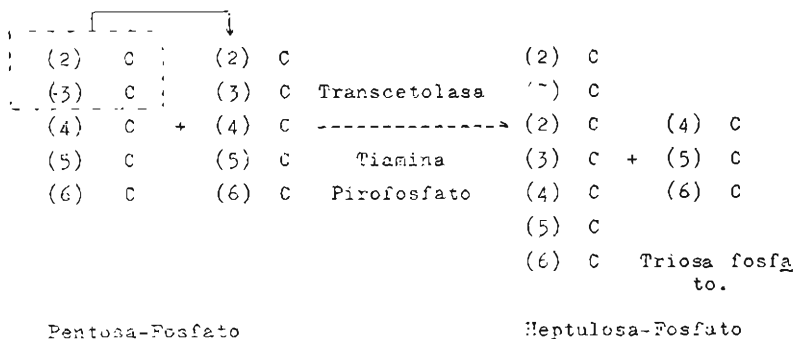 (2) C (2) C (2) C
(3) C (3) C Transcetolasa C
(4) C + (4) C -----------→ (2) C (4) C
(5) C (5) C Tiamina (3) C + (5) C
(6) C (6) C Pirofosfato (4) C (6) C
(5) C
(6) C Triosa fosfa
to.
Pentosa-Fosfato Heptulosa-Fosfato